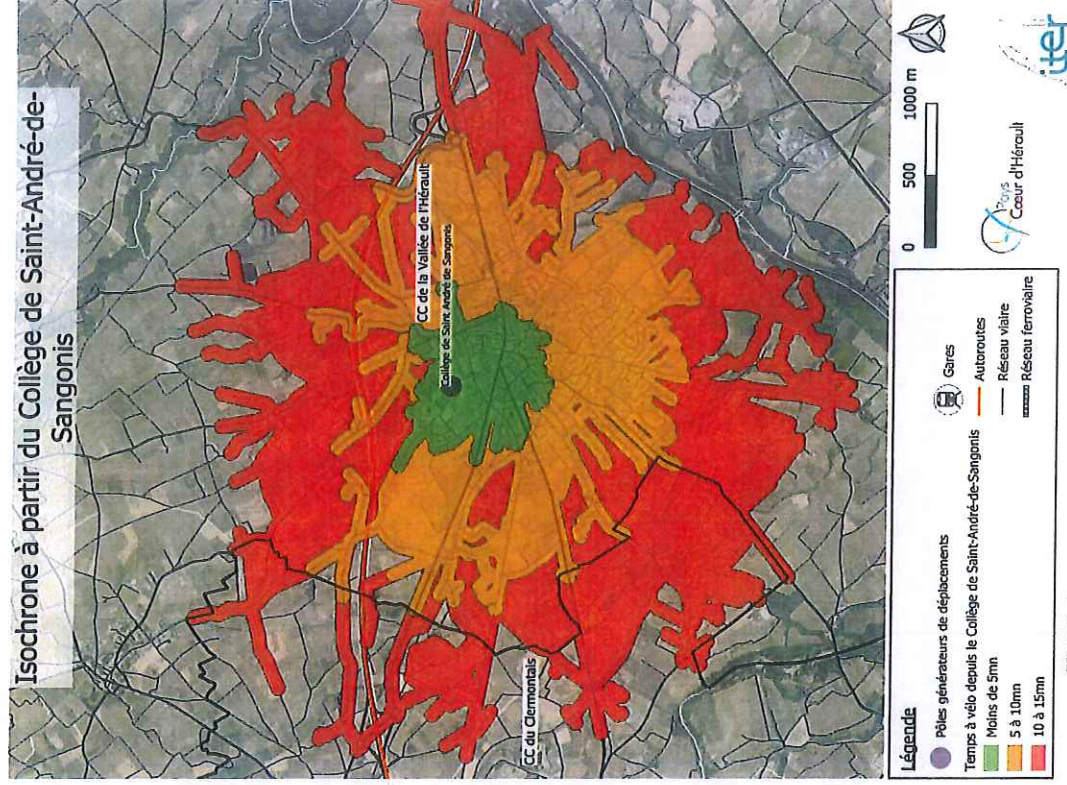 Isochrone à partir du Collège de Saint-André-de-
Sangonis
CC de la Vallée de l'Hérault
Collège de Saint André de Sangonis
CC du Clermontais
Légende
Pôles générateurs de déplacements
Temps à vélo depuis le Collège de Saint-André-de-Sangonis
Moins de 5mn
5 à 10mn
10 à 15mn
Gares
Autoroutes
Réseau viaire
Réseau ferroviaire
0 500 1000 m
Pays
Cœur d'Hérault
iter